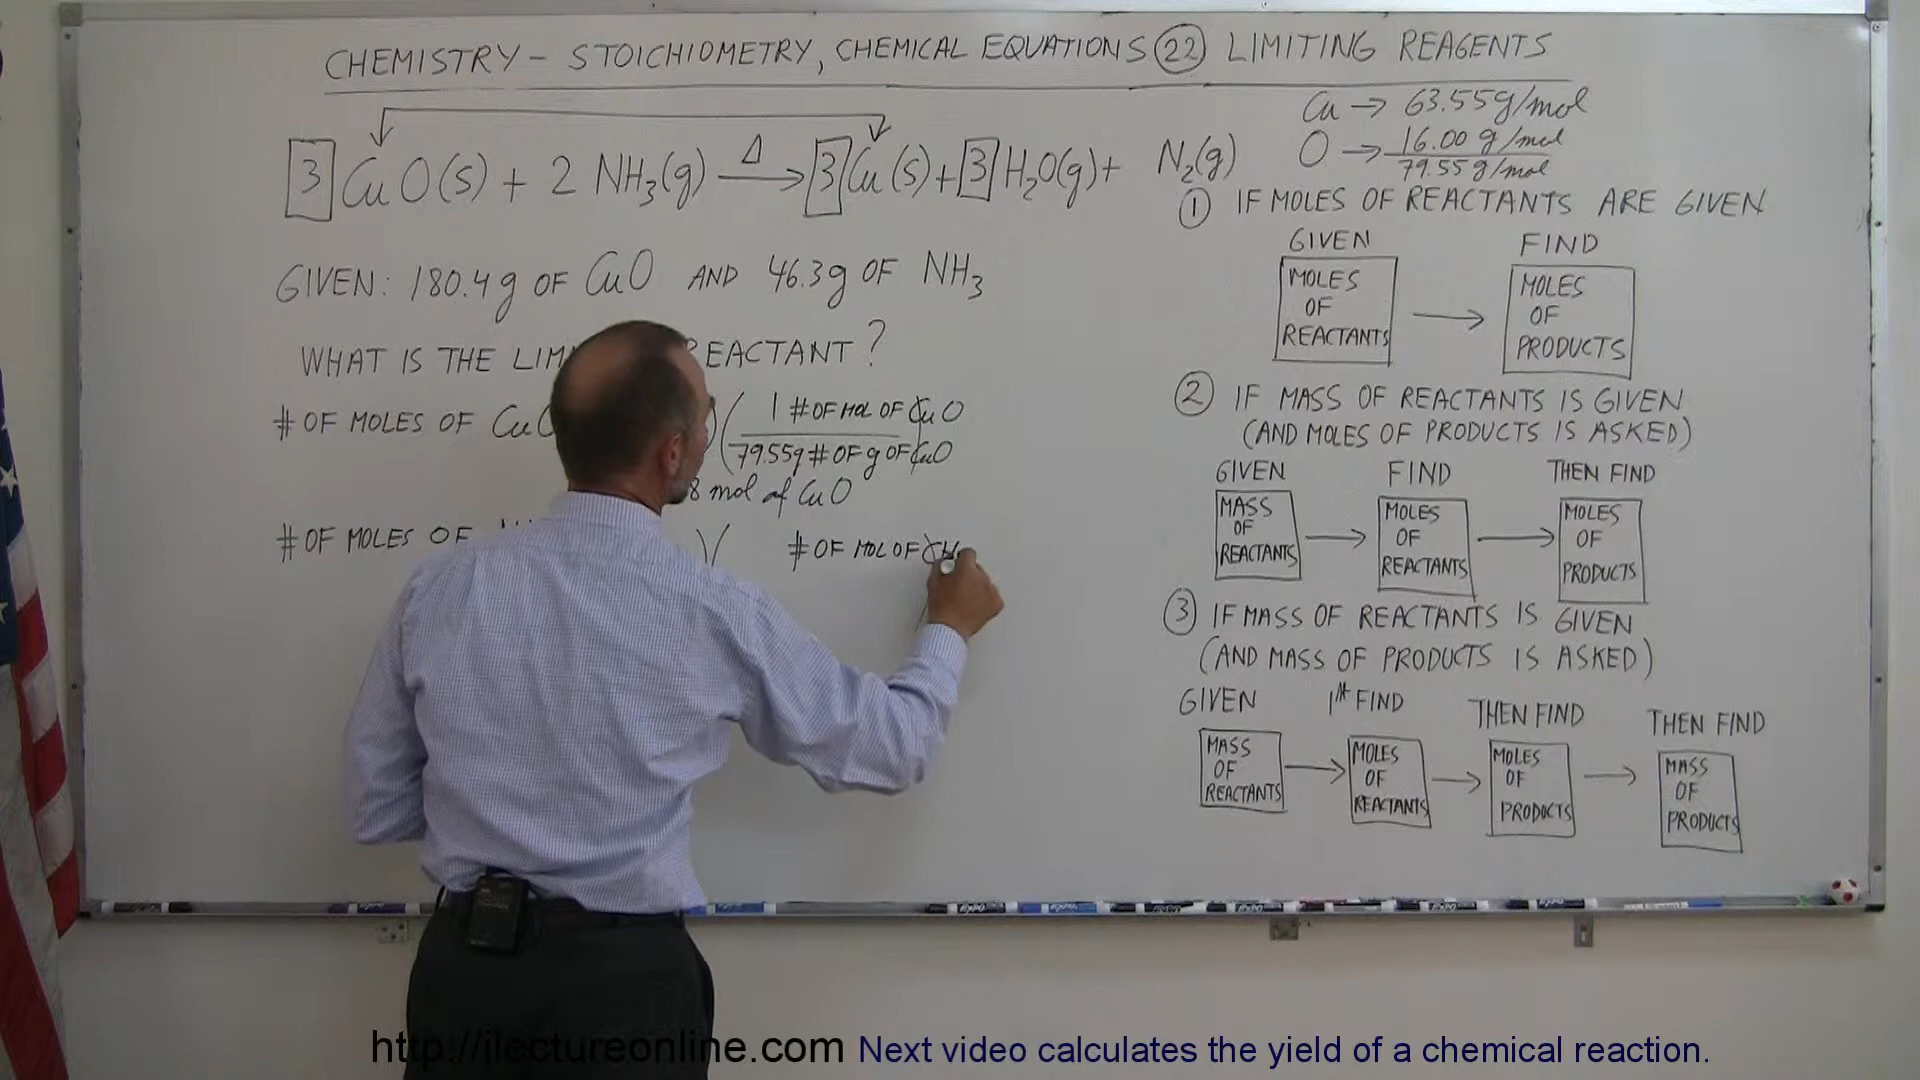 CHEMISTRY – STOICHIOMETRY, CHEMICAL EQUATIONS 22 LIMITING REAGENTS
Cu → 63.55 g/mol
O → 16.00 g/mol
79.55 g/mol
3 CuO(s) + 2 NH3(g) Δ → 3 Cu(s) + 3 H2O(g) + N2(g)
GIVEN: 180.4g OF CuO AND 46.3g OF NH3
WHAT IS THE REACTANT?
# OF MOLES OF CuO )( 1 # OF MOL OF CuO
79.55g # OF g OF CuO
8 mol of CuO
# OF MOLES OF )( # OF MOL OF
1 IF MOLES OF REACTANTS ARE GIVEN
GIVEN FIND
MOLES OF REACTANTS → MOLES OF PRODUCTS
2 IF MASS OF REACTANTS IS GIVEN
(AND MOLES OF PRODUCTS IS ASKED)
GIVEN FIND THEN FIND
MASS OF REACTANTS → MOLES OF REACTANTS → MOLES OF PRODUCTS
3 IF MASS OF REACTANTS IS GIVEN
(AND MASS OF PRODUCTS IS ASKED)
GIVEN 1st FIND THEN FIND THEN FIND
MASS OF REACTANTS → MOLES OF REACTANTS → MOLES OF PRODUCTS → MASS OF PRODUCTS
http://ilectureonline.com Next video calculates the yield of a chemical reaction.